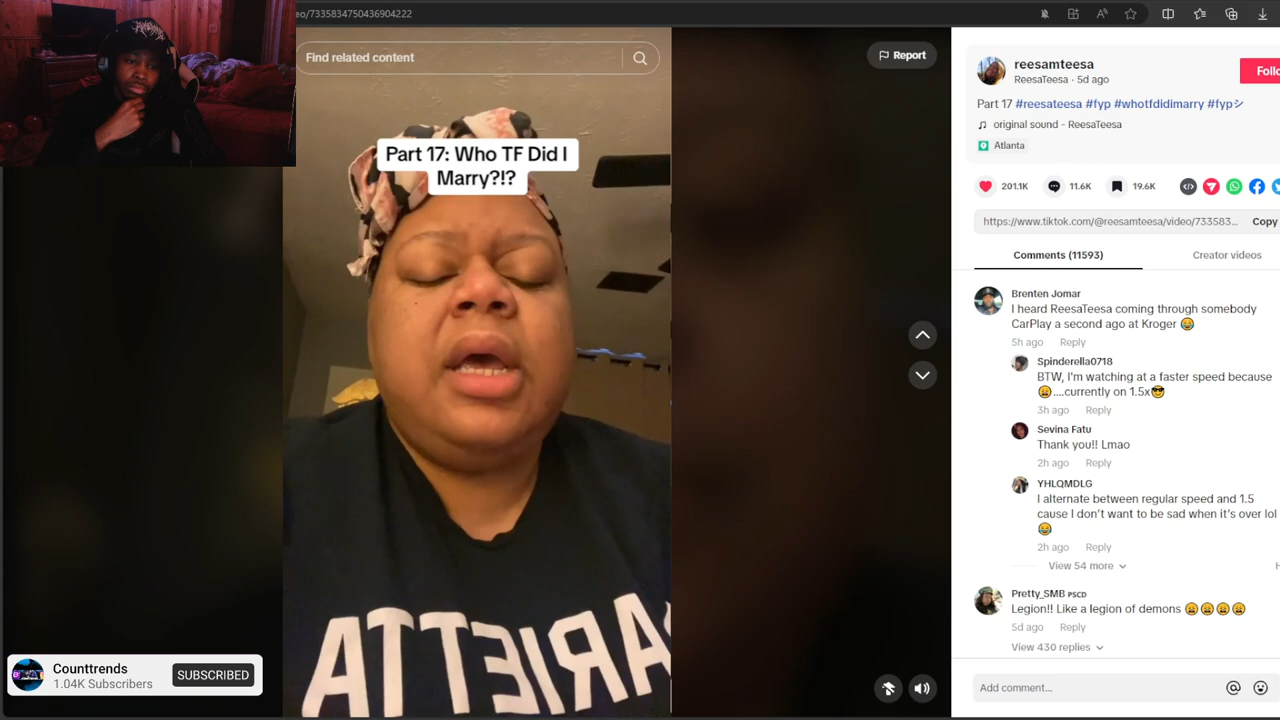 eo/7335834750436904222
Find related content
Report
Part 17: Who TF Did I
Marry?!?
ARIETTA
Counttrends
1.04K Subscribers
SUBSCRIBED
reesamteesa
ReesaTeesa · 5d ago
Follo
Part 17 #reesateesa #fyp #whotfdidimarry #fypシ
original sound - ReesaTeesa
Atlanta
201.1K
11.6K
19.6K
https://www.tiktok.com/@reesamteesa/video/733583...
Copy
Comments (11593)
Creator videos
Brenten Jomar
I heard ReesaTeesa coming through somebody
CarPlay a second ago at Kroger 😂
5h ago
Reply
Spinderella0718
BTW, I'm watching at a faster speed because
😩....currently on 1.5x😎
3h ago
Reply
Sevina Fatu
Thank you!! Lmao
2h ago
Reply
YHLQMDLG
I alternate between regular speed and 1.5
cause I don't want to be sad when it's over lol
😂
2h ago
Reply
View 54 more
Pretty_SMB ᴘꜱᴄᴅ
Legion!! Like a legion of demons 😩😩😩😩
5d ago
Reply
View 430 replies
Add comment...